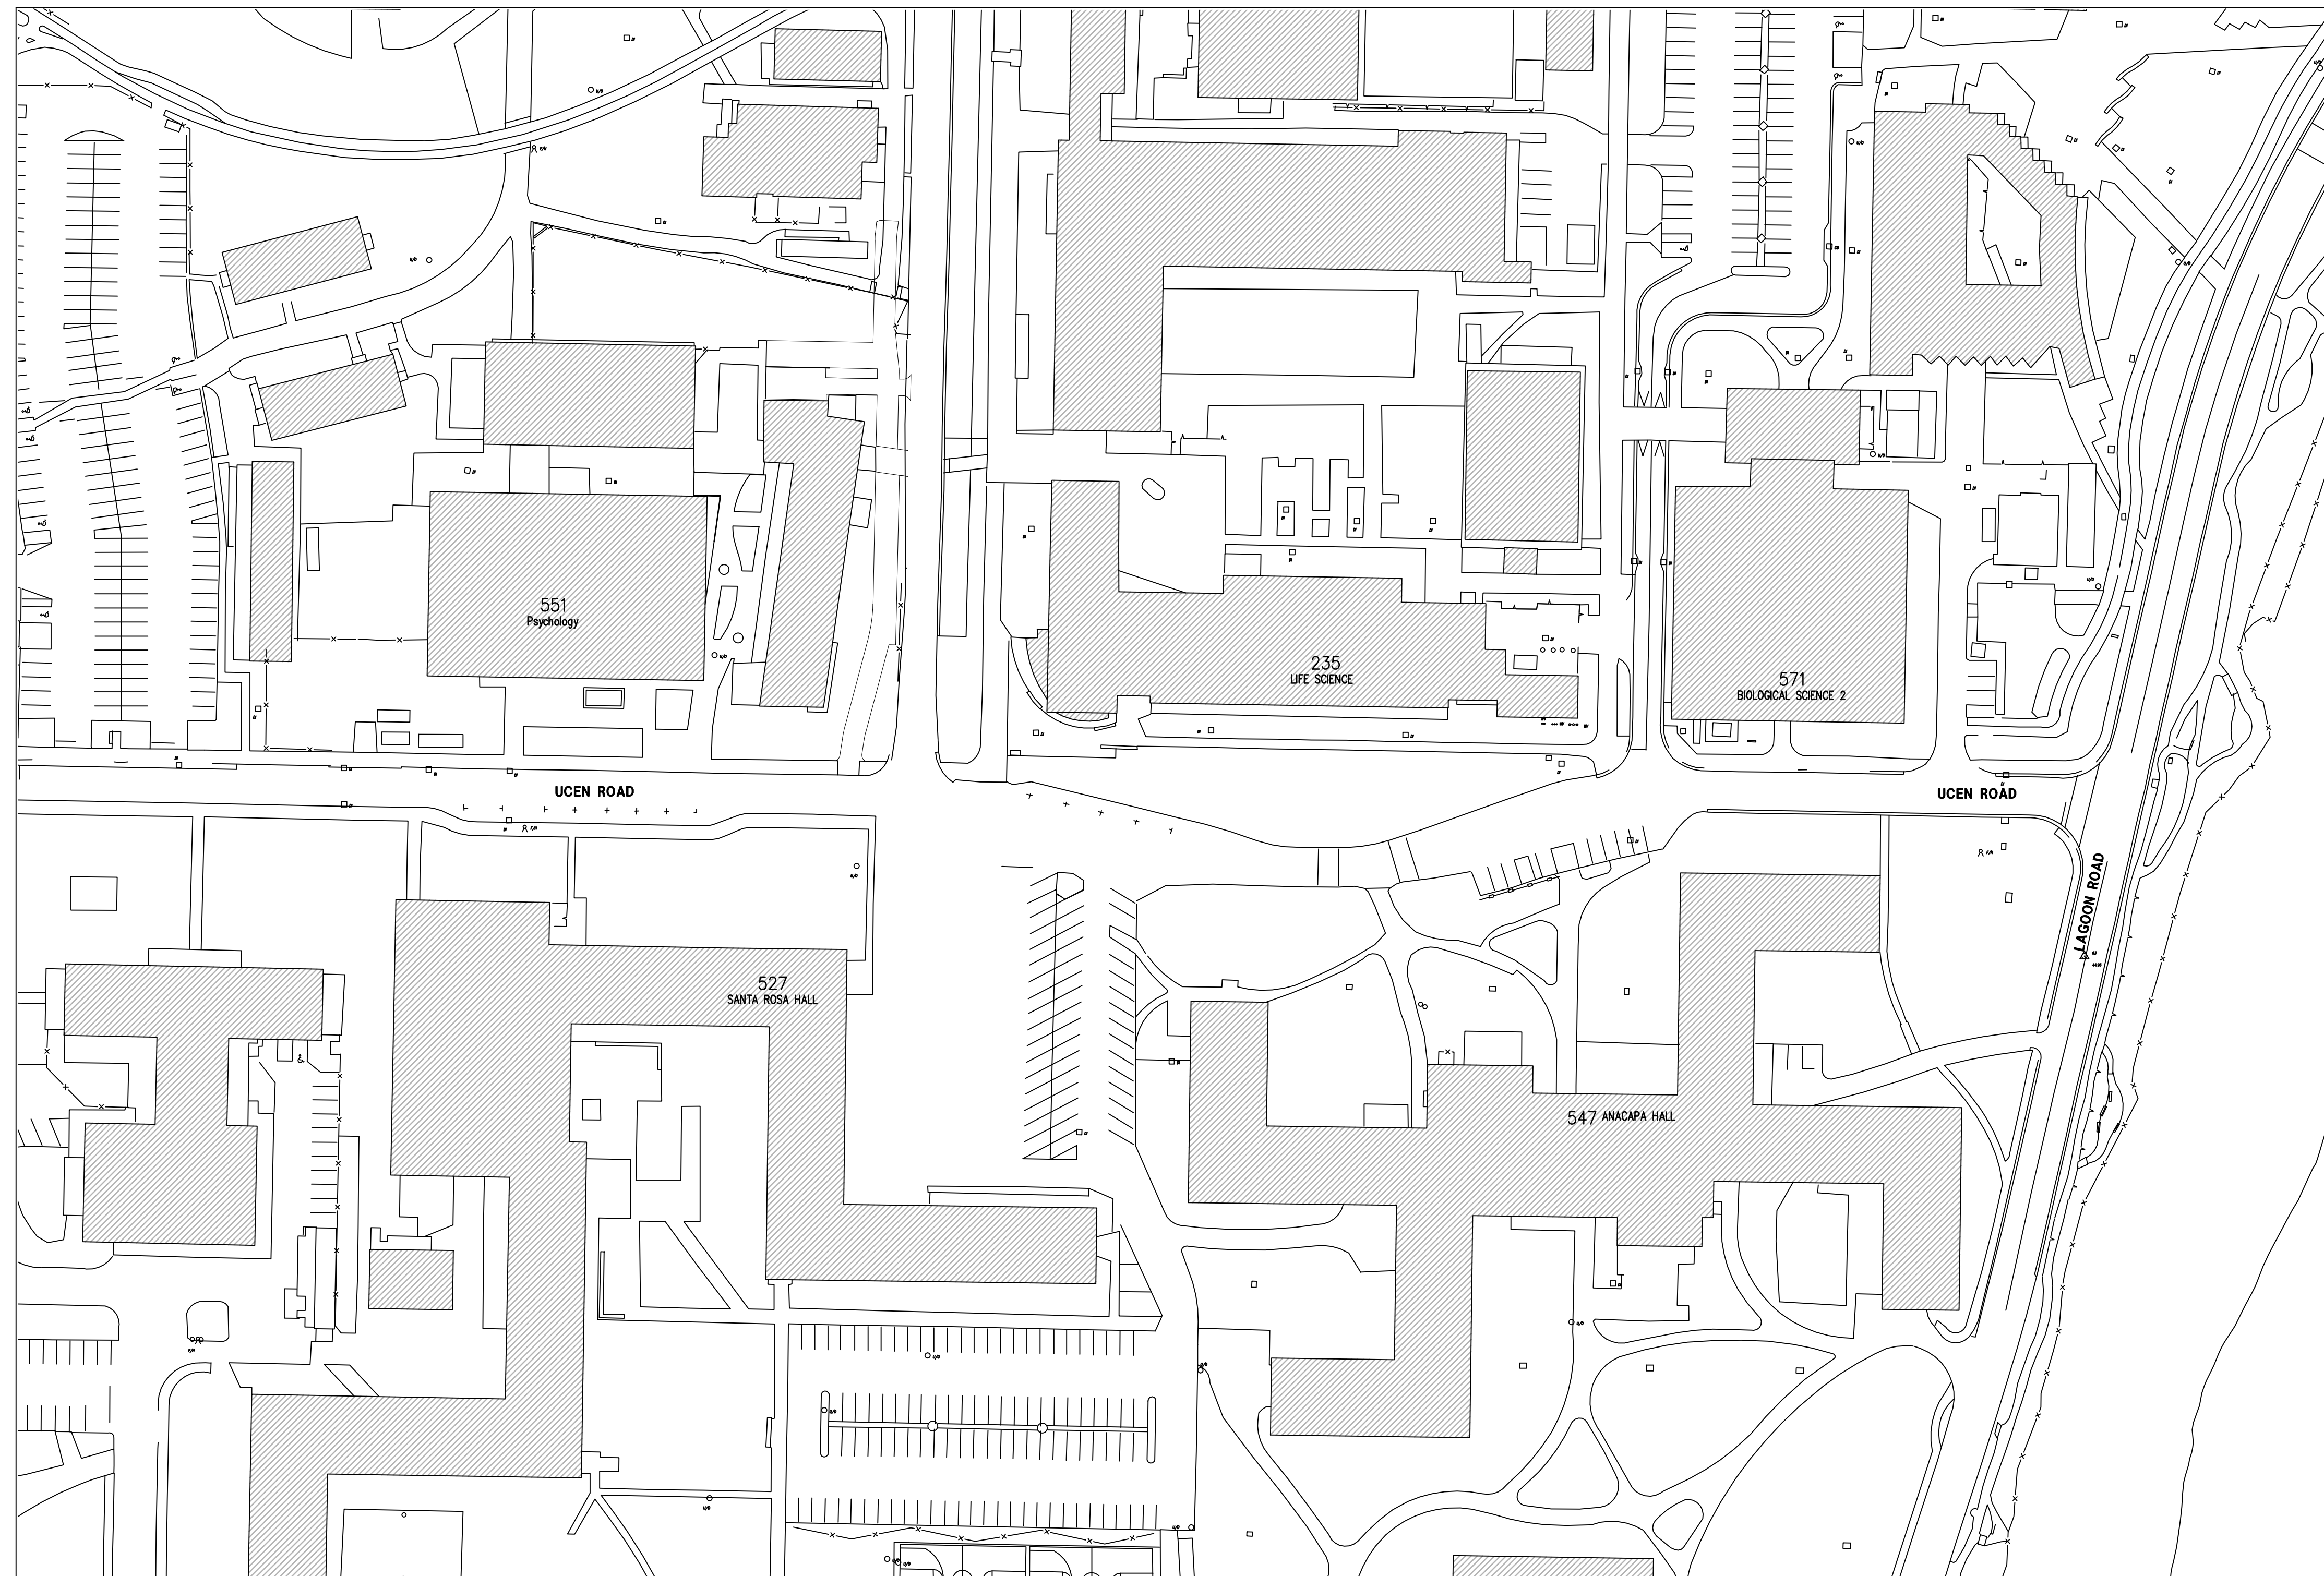 551
Psychology
235
LIFE SCIENCE
571
BIOLOGICAL SCIENCE 2
UCEN ROAD
UCEN ROAD
LAGOON ROAD
527
SANTA ROSA HALL
547 ANACAPA HALL